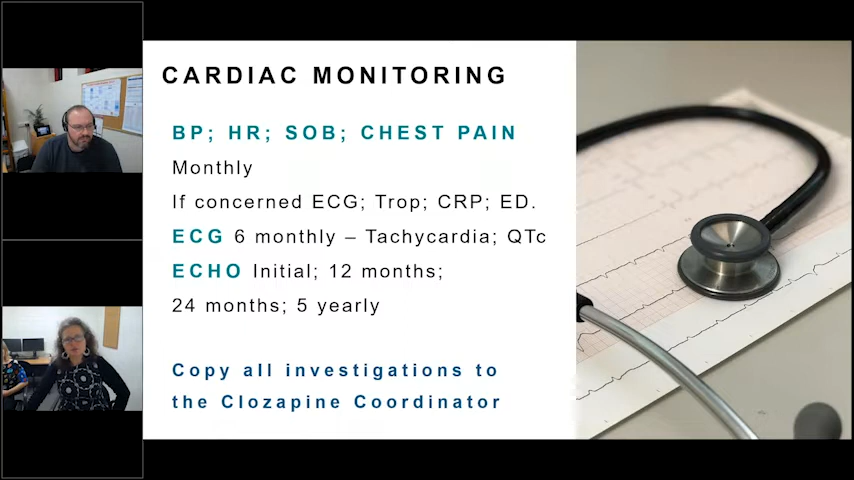 CARDIAC MONITORING
BP; HR; SOB; CHEST PAIN
Monthly
If concerned ECG; Trop; CRP; ED.
ECG 6 monthly – Tachycardia; QTc
ECHO Initial; 12 months;
24 months; 5 yearly
Copy all investigations to
the Clozapine Coordinator